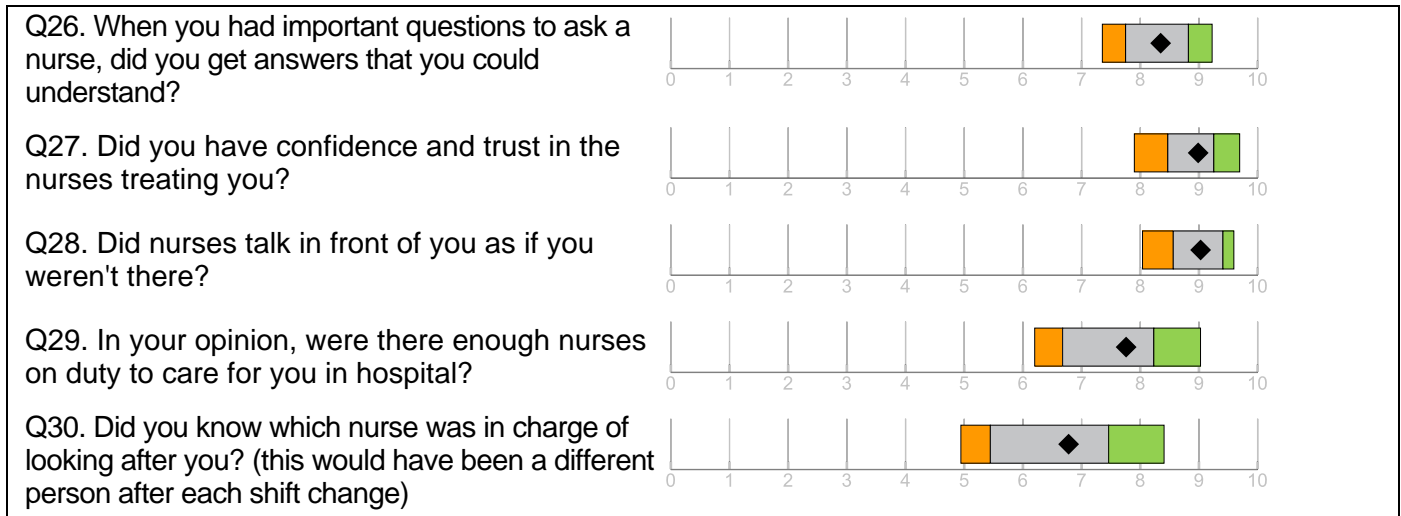 Q26. When you had important questions to ask a
nurse, did you get answers that you could
understand?
0 1 2 3 4 5 6 7 8 9 10
Q27. Did you have confidence and trust in the
nurses treating you?
0 1 2 3 4 5 6 7 8 9 10
Q28. Did nurses talk in front of you as if you
weren't there?
0 1 2 3 4 5 6 7 8 9 10
Q29. In your opinion, were there enough nurses
on duty to care for you in hospital?
0 1 2 3 4 5 6 7 8 9 10
Q30. Did you know which nurse was in charge of
looking after you? (this would have been a different
person after each shift change)
0 1 2 3 4 5 6 7 8 9 10